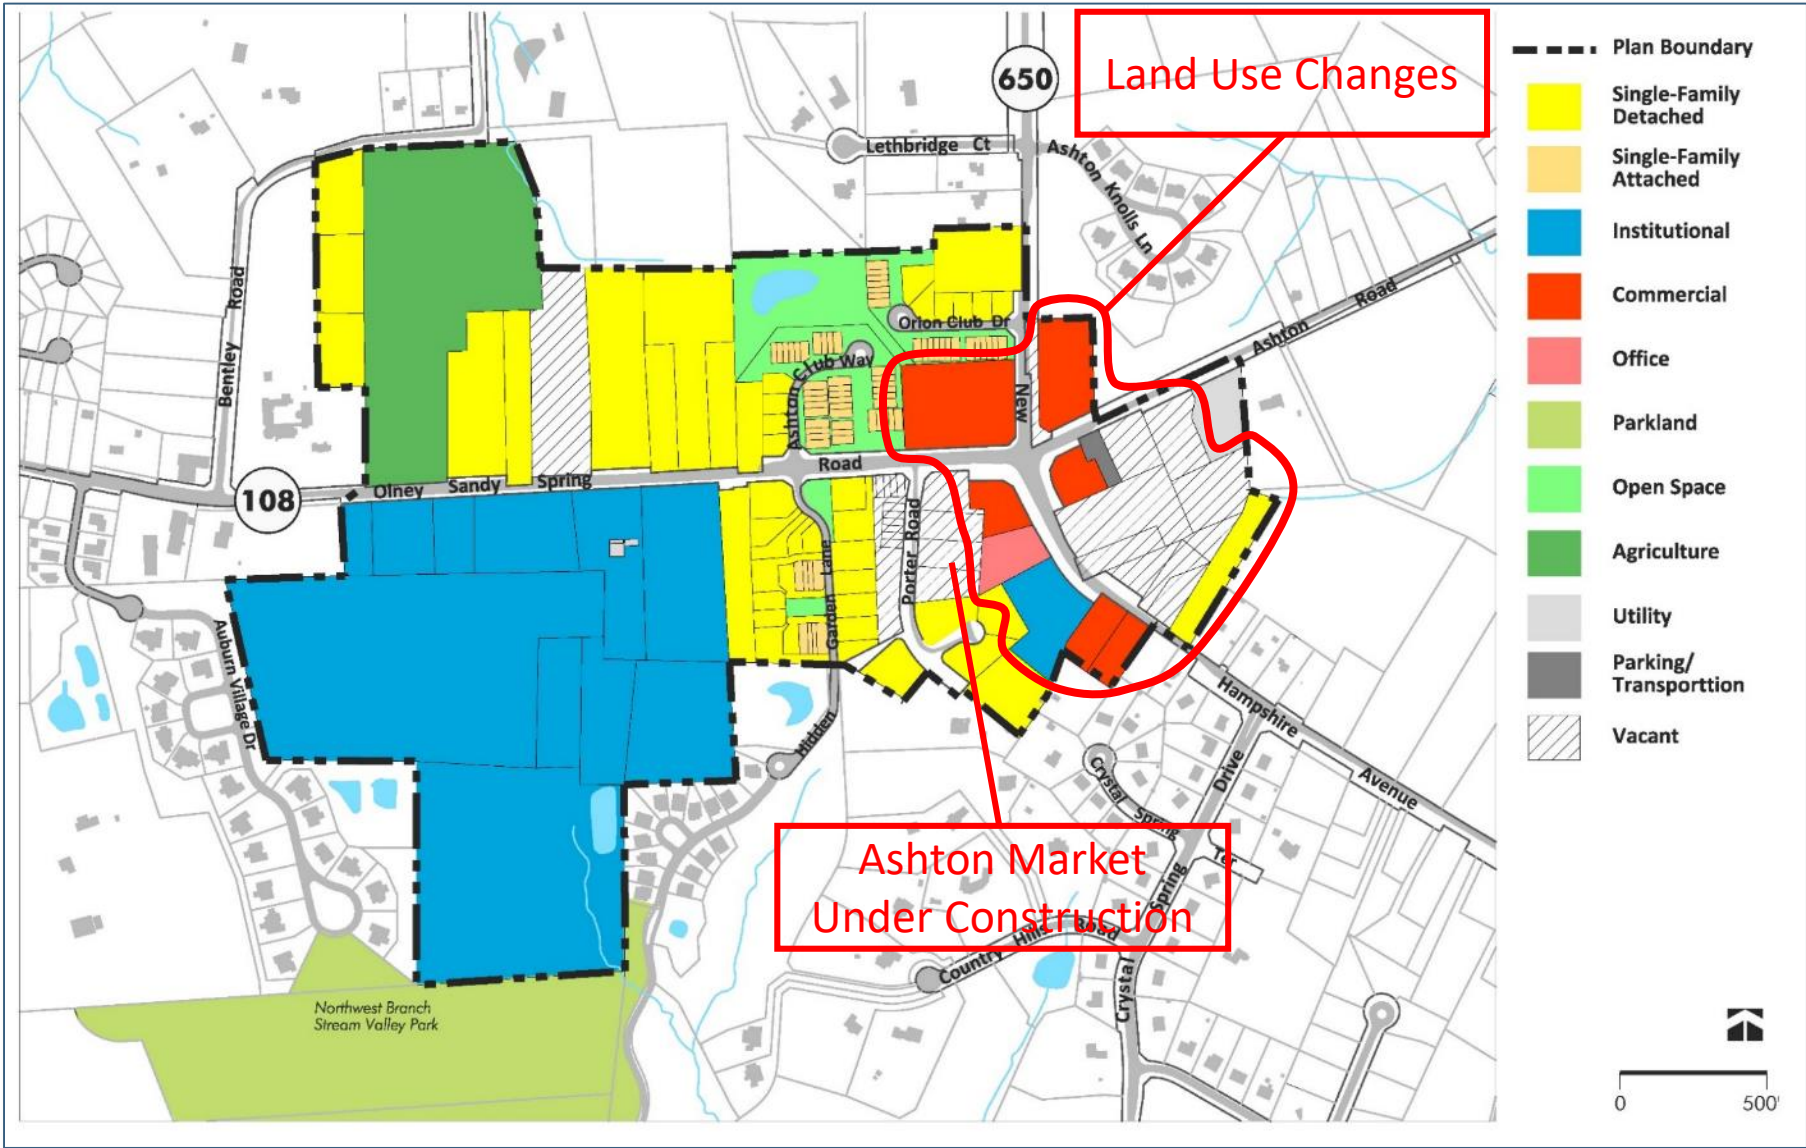 650
Land Use Changes
Lethbridge Ct
Ashton Knolls Ln
Bentley Road
Ashton Road
Orion Club Dr
Ashton Club Way
New
Road
108
Olney Sandy Spring
Porter Road
Garden Lane
Hidden
Auburn Village Dr
Hampshire
Avenue
Crystal Spring Ter
Crystal Spring Drive
Ashton Market
Under Construction
Country Hills Road
Northwest Branch
Stream Valley Park
Plan Boundary
Single-Family
Detached
Single-Family
Attached
Institutional
Commercial
Office
Parkland
Open Space
Agriculture
Utility
Parking/
Transporttion
Vacant
0 500'